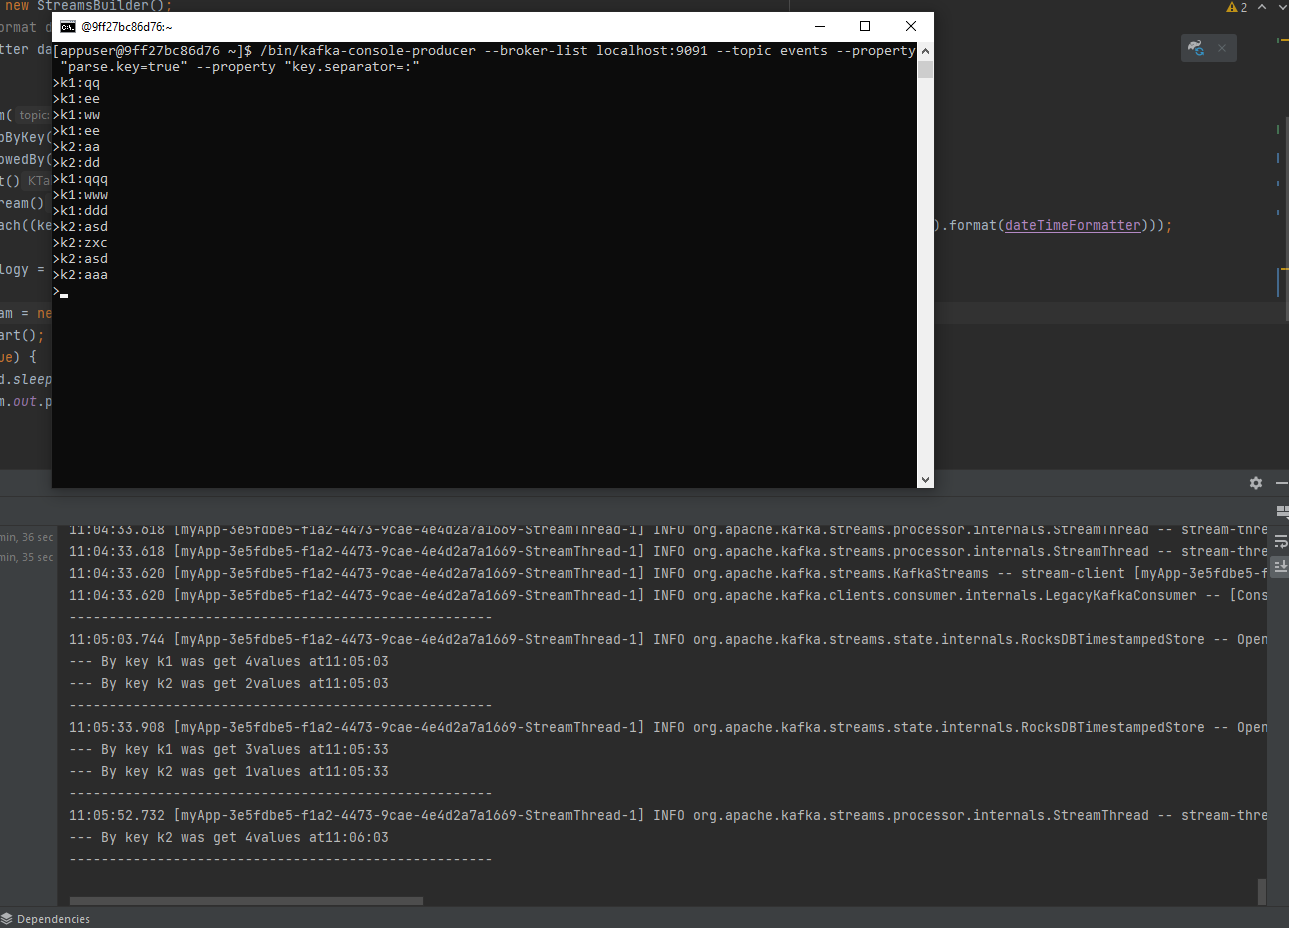 new StreamsBuilder();
@9ff27bc86d76:~
2
[appuser@9ff27bc86d76 ~]$ /bin/kafka-console-producer --broker-list localhost:9091 --topic events --property
"parse.key=true" --property "key.separator=:"
>k1:qq
>k1:ee
>k1:ww
>k1:ee
>k2:aa
>k2:dd
>k1:qqq
>k1:www
>k1:ddd
>k2:asd
>k2:zxc
>k2:asd
>k2:aaa
>
ormat d
tter da
m( topic:
pByKey(
owedBy(
t() KTa
ream()
ach((ke
).format(dateTimeFormatter)));
logy =
am = ne
art();
ue) {
d.sleep
m.out.p
min, 36 sec
min, 35 sec
11:04:33.618 [myApp-3e5fdbe5-f1a2-4473-9cae-4e4d2a7a1669-StreamThread-1] INFO org.apache.kafka.streams.processor.internals.StreamThread -- stream-thre
11:04:33.618 [myApp-3e5fdbe5-f1a2-4473-9cae-4e4d2a7a1669-StreamThread-1] INFO org.apache.kafka.streams.processor.internals.StreamThread -- stream-thre
11:04:33.620 [myApp-3e5fdbe5-f1a2-4473-9cae-4e4d2a7a1669-StreamThread-1] INFO org.apache.kafka.streams.KafkaStreams -- stream-client [myApp-3e5fdbe5-f
11:04:33.620 [myApp-3e5fdbe5-f1a2-4473-9cae-4e4d2a7a1669-StreamThread-1] INFO org.apache.kafka.clients.consumer.internals.LegacyKafkaConsumer -- [Cons
-----------------------------------------------------
11:05:03.744 [myApp-3e5fdbe5-f1a2-4473-9cae-4e4d2a7a1669-StreamThread-1] INFO org.apache.kafka.streams.state.internals.RocksDBTimestampedStore -- Open
--- By key k1 was get 4values at11:05:03
--- By key k2 was get 2values at11:05:03
-----------------------------------------------------
11:05:33.908 [myApp-3e5fdbe5-f1a2-4473-9cae-4e4d2a7a1669-StreamThread-1] INFO org.apache.kafka.streams.state.internals.RocksDBTimestampedStore -- Open
--- By key k1 was get 3values at11:05:33
--- By key k2 was get 1values at11:05:33
-----------------------------------------------------
11:05:52.732 [myApp-3e5fdbe5-f1a2-4473-9cae-4e4d2a7a1669-StreamThread-1] INFO org.apache.kafka.streams.processor.internals.StreamThread -- stream-thre
--- By key k2 was get 4values at11:06:03
-----------------------------------------------------
Dependencies